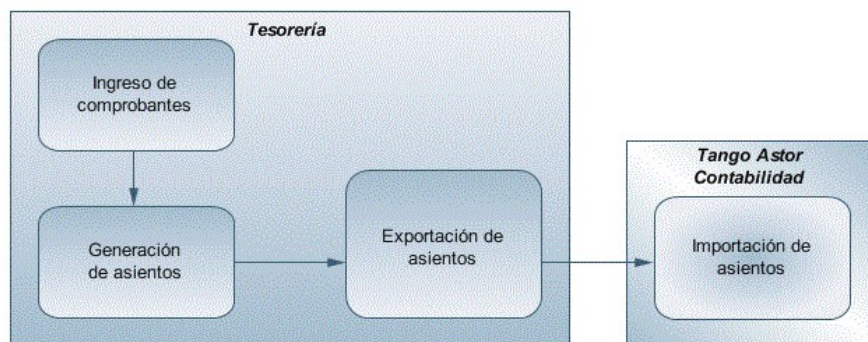 Tesorería
Ingreso de
comprobantes
Generación
de asientos
Exportación de
asientos
Tango Astor
Contabilidad
Importación de
asientos